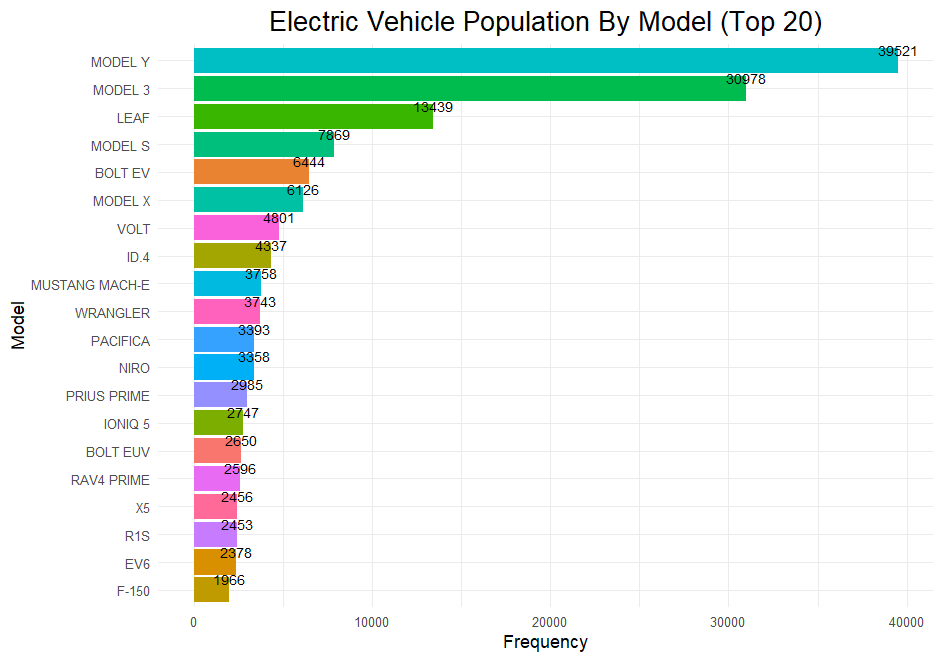 Electric Vehicle Population By Model (Top 20)
Model
MODEL Y 39521
MODEL 3 30978
LEAF 13439
MODEL S 7869
BOLT EV 6444
MODEL X 6126
VOLT 4801
ID.4 4337
MUSTANG MACH-E 3758
WRANGLER 3743
PACIFICA 3393
NIRO 3358
PRIUS PRIME 2985
IONIQ 5 2747
BOLT EUV 2650
RAV4 PRIME 2596
X5 2456
R1S 2453
EV6 2378
F-150 1966
0 10000 20000 30000 40000
Frequency